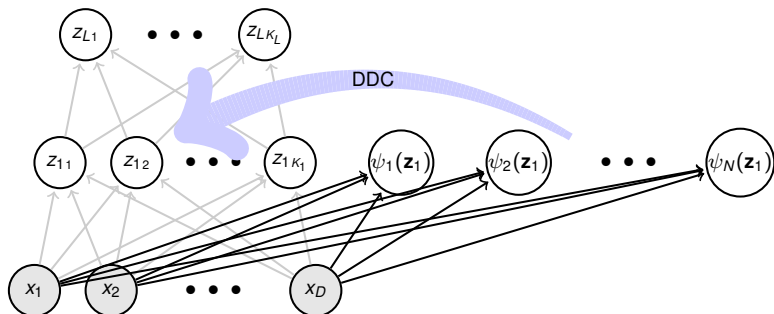 z_{L1} • • • z_{LK_L}
DDC
z_{11} z_{12} • • • z_{1K_1} ψ_1(𝐳_1) ψ_2(𝐳_1) • • • ψ_N(𝐳_1)
x_1 x_2 • • • x_D